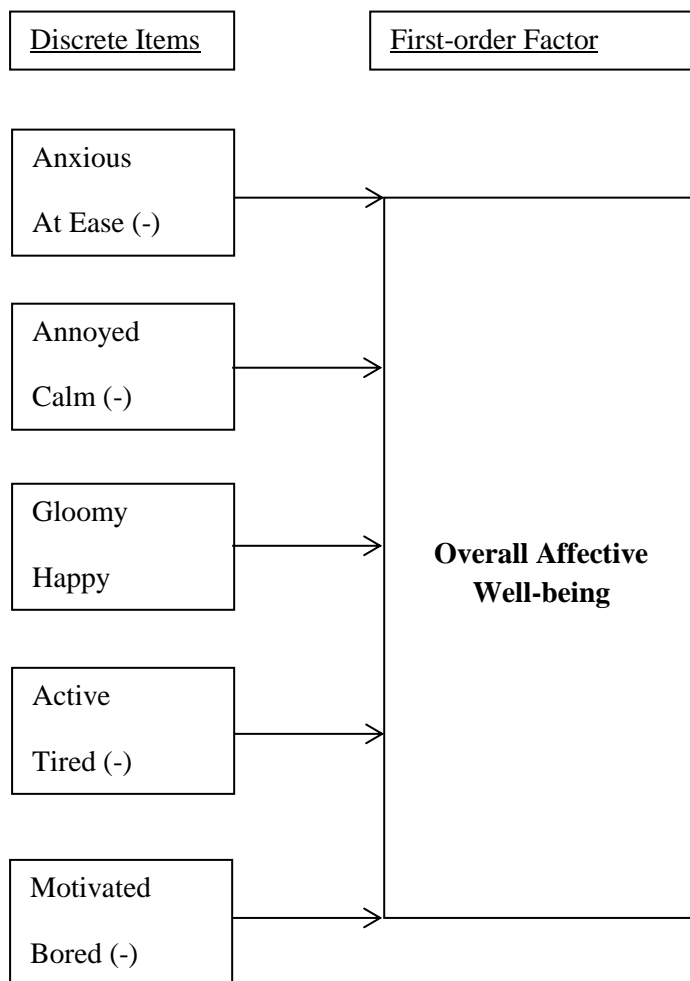 Discrete Items
First-order Factor
Anxious
At Ease (-)
Annoyed
Calm (-)
Gloomy
Happy
Overall Affective
Well-being
Active
Tired (-)
Motivated
Bored (-)